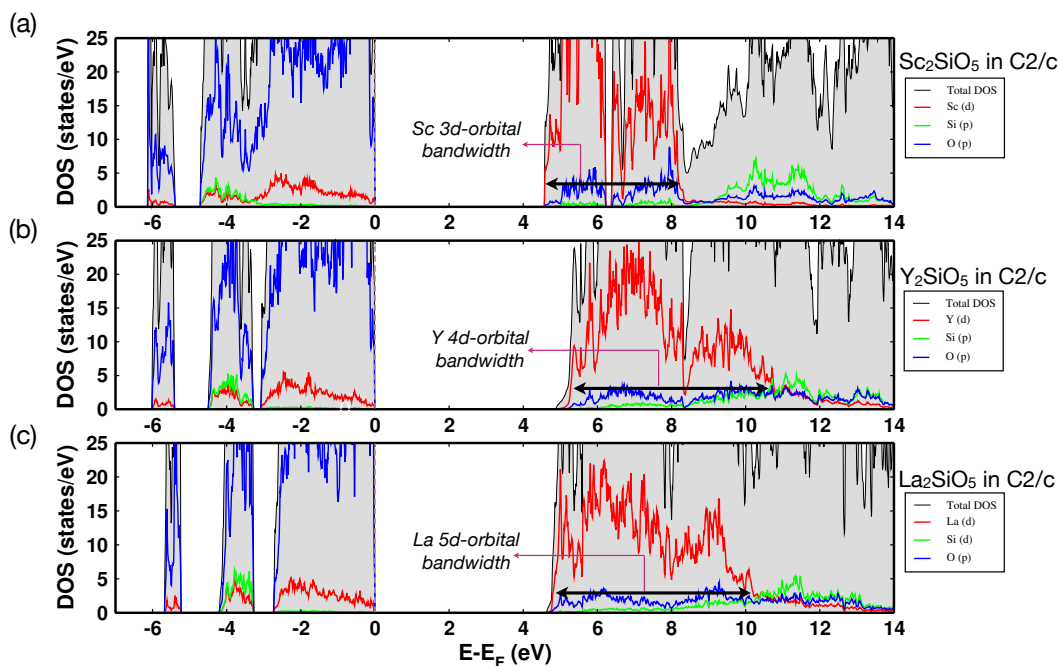 (a)
25
20
15
10
5
0
DOS (states/eV)
Sc 3d-orbital
bandwidth
-6 -4 -2 0 2 4 6 8 10 12 14
Sc₂SiO₅ in C2/c
Total DOS
Sc (d)
Si (p)
O (p)
(b)
25
20
15
10
5
0
DOS (states/eV)
Y 4d-orbital
bandwidth
-6 -4 -2 0 2 4 6 8 10 12 14
Y₂SiO₅ in C2/c
Total DOS
Y (d)
Si (p)
O (p)
(c)
25
20
15
10
5
0
DOS (states/eV)
La 5d-orbital
bandwidth
-6 -4 -2 0 2 4 6 8 10 12 14
E-E_F (eV)
La₂SiO₅ in C2/c
Total DOS
La (d)
Si (d)
O (p)